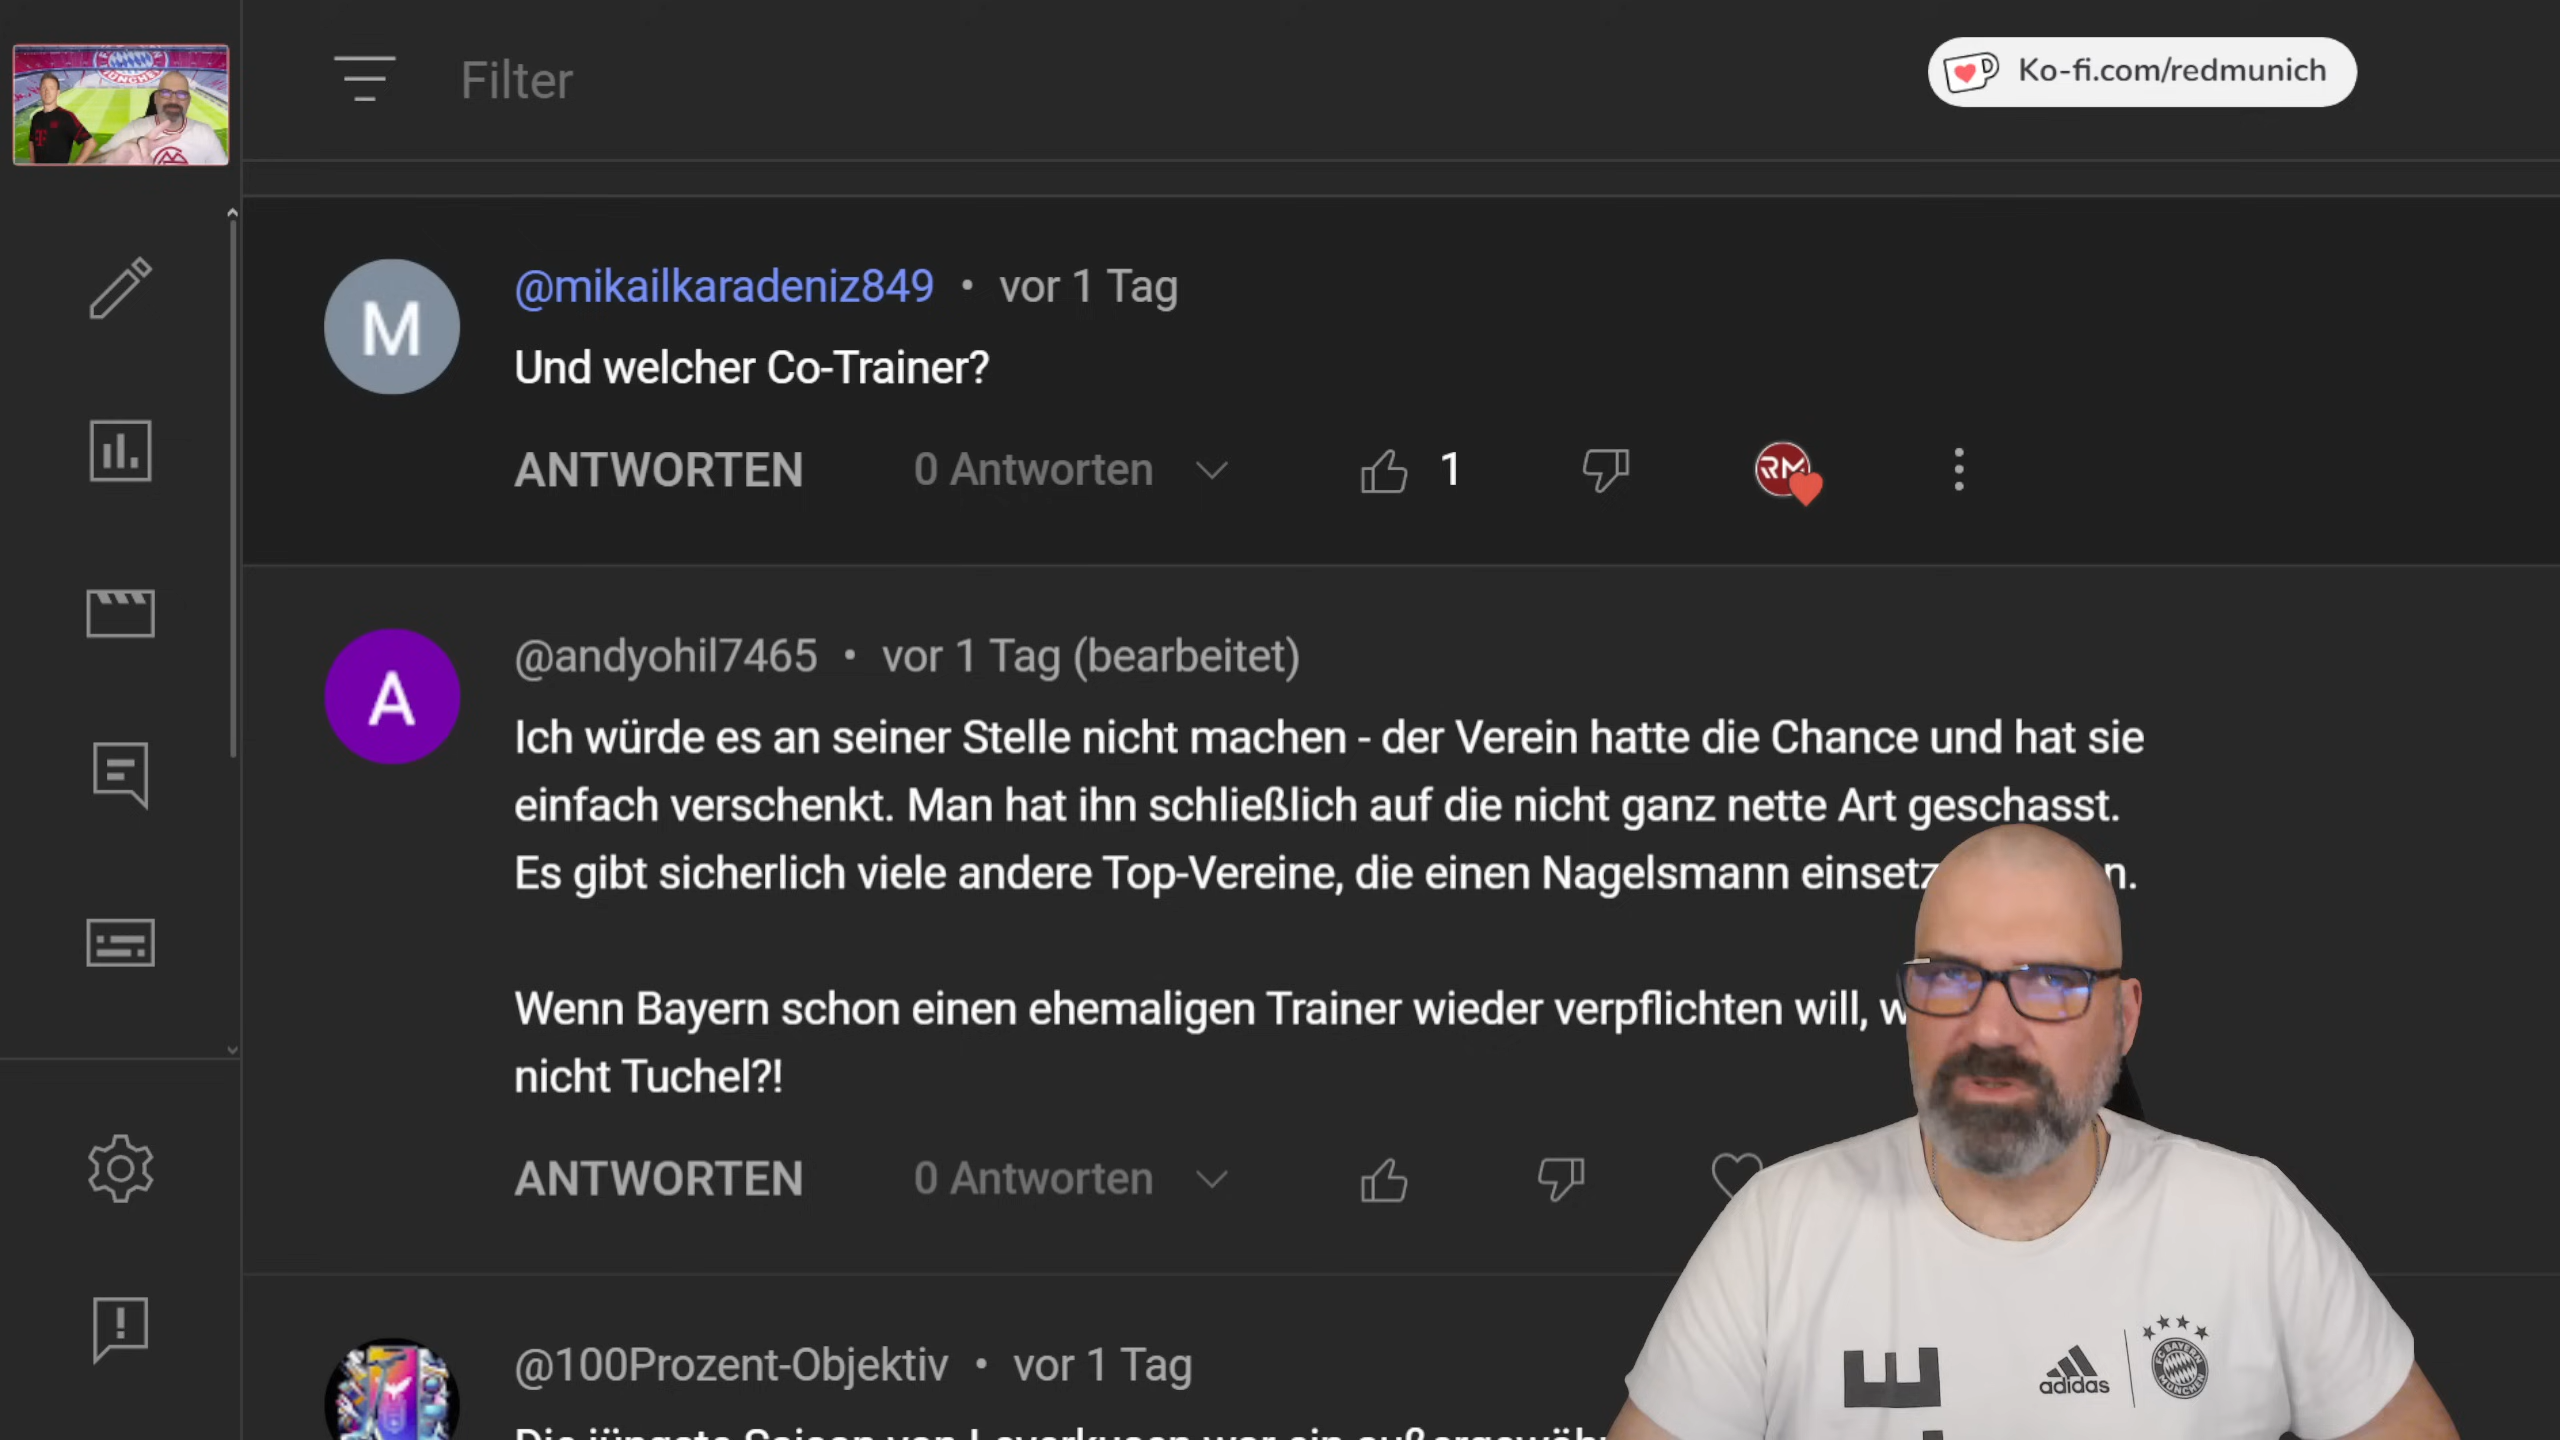 Filter
Ko-fi.com/redmunich
@mikailkaradeniz849 • vor 1 Tag
M
Und welcher Co-Trainer?
ANTWORTEN 0 Antworten 1
RM
@andyohil7465 • vor 1 Tag (bearbeitet)
A
Ich würde es an seiner Stelle nicht machen - der Verein hatte die Chance und hat sie
einfach verschenkt. Man hat ihn schließlich auf die nicht ganz nette Art geschasst.
Es gibt sicherlich viele andere Top-Vereine, die einen Nagelsmann
Wenn Bayern schon einen ehemaligen Trainer wieder verpflichten will,
nicht Tuchel?!
ANTWORTEN 0 Antworten
@100Prozent-Objektiv • vor 1 Tag
adidas
FC BAYERN
MÜNCHEN